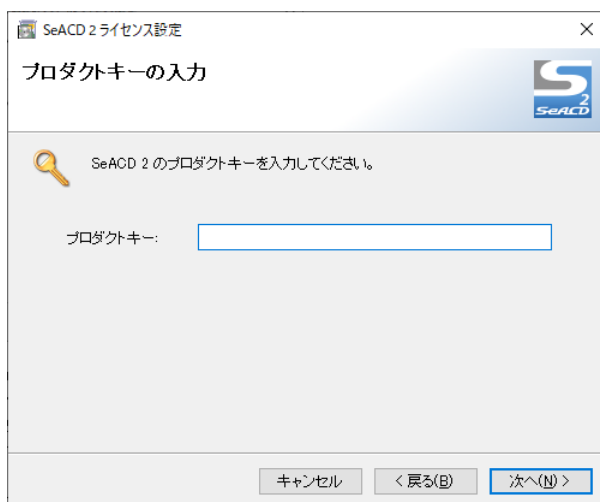 SeACD 2 ライセンス設定
プロダクトキーの入力
S2
SeACD
SeACD 2 のプロダクトキーを入力してください。
プロダクトキー:
キャンセル
< 戻る(B)
次へ(N) >